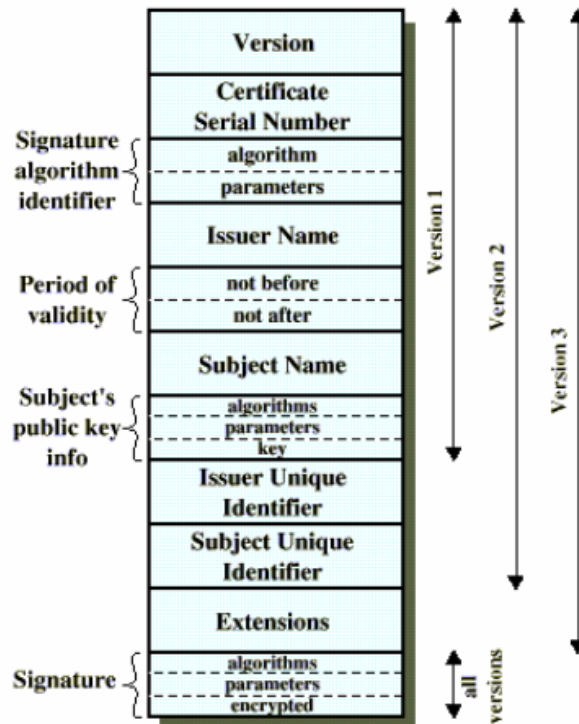 Version
Certificate
Serial Number
Signature
algorithm
identifier
algorithm
parameters
Issuer Name
Period of
validity
not before
not after
Subject Name
Subject's
public key
info
algorithms
parameters
key
Issuer Unique
Identifier
Subject Unique
Identifier
Extensions
Signature
algorithms
parameters
encrypted
Version 1
Version 2
Version 3
all
versions